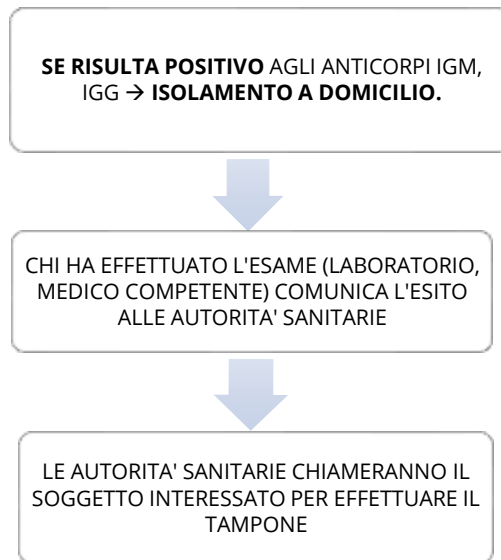 SE RISULTA POSITIVO AGLI ANTICORPI IGM,
IGG → ISOLAMENTO A DOMICILIO.
CHI HA EFFETTUATO L'ESAME (LABORATORIO,
MEDICO COMPETENTE) COMUNICA L'ESITO
ALLE AUTORITA' SANITARIE
LE AUTORITA' SANITARIE CHIAMERANNO IL
SOGGETTO INTERESSATO PER EFFETTUARE IL
TAMPONE